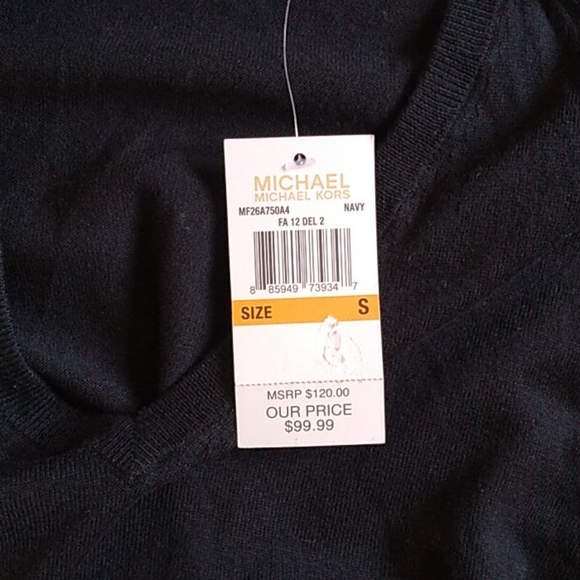 MICHAEL
MICHAEL KORS
MF26A750A4 NAVY
FA 12 DEL 2
8 85949 73934 7
SIZE S
MSRP $120.00
OUR PRICE
$99.99